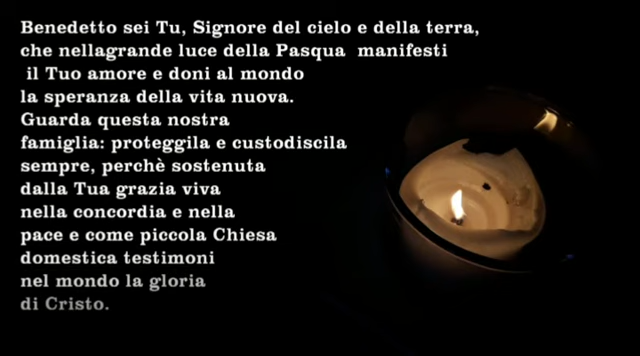 Benedetto sei Tu, Signore del cielo e della terra,
che nellagrande luce della Pasqua manifesti
il Tuo amore e doni al mondo
la speranza della vita nuova.
Guarda questa nostra
famiglia: proteggila e custodiscila
sempre, perchè sostenuta
dalla Tua grazia viva
nella concordia e nella
pace e come piccola Chiesa
domestica testimoni
nel mondo la gloria
di Cristo.